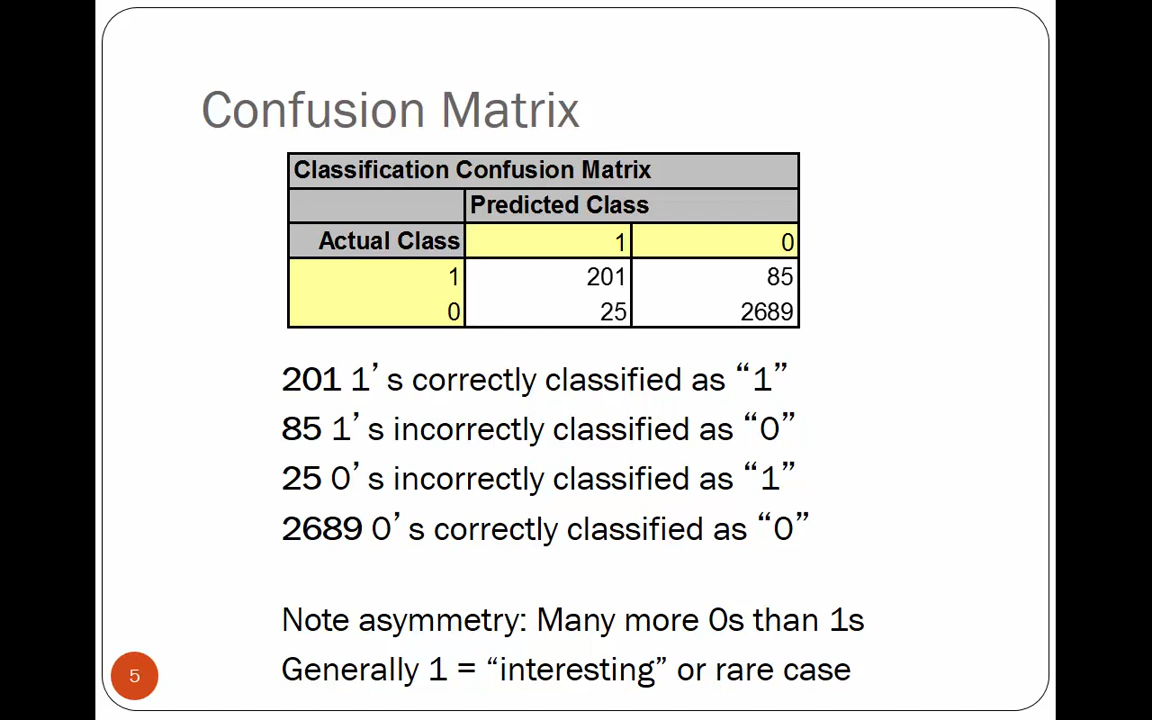 Confusion Matrix
Classification Confusion Matrix
Predicted Class
Actual Class 1 0
1 201 85
0 25 2689
201 1’s correctly classified as “1”
85 1’s incorrectly classified as “0”
25 0’s incorrectly classified as “1”
2689 0’s correctly classified as “0”
Note asymmetry: Many more 0s than 1s
Generally 1 = “interesting” or rare case
5